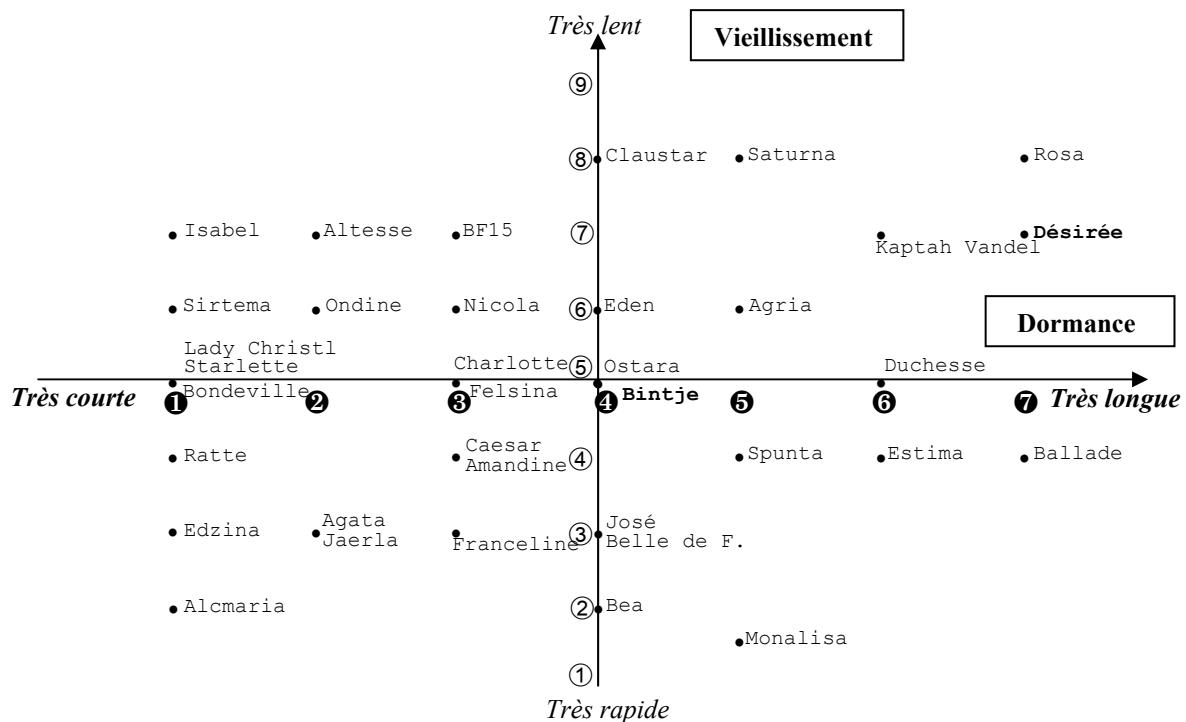 Très lent
Vieillissement
⑨
⑧ Claustar Saturna Rosa
Isabel Altesse BF15 ⑦ Désirée
Kaptah Vandel
Sirtema Ondine Nicola ⑥ Eden Agria
Dormance
Lady Christl
Starlette Charlotte ⑤ Ostara Duchesse
Bondeville Felsina Bintje
Très courte ❶ ❷ ❸ ❹ ❺ ❻ ❼ Très longue
Caesar
Ratte Amandine ④ Spunta Estima Ballade
Agata José
Edzina Jaerla Franceline ③ Belle de F.
Alcmaria ② Bea
Monalisa
①
Très rapide